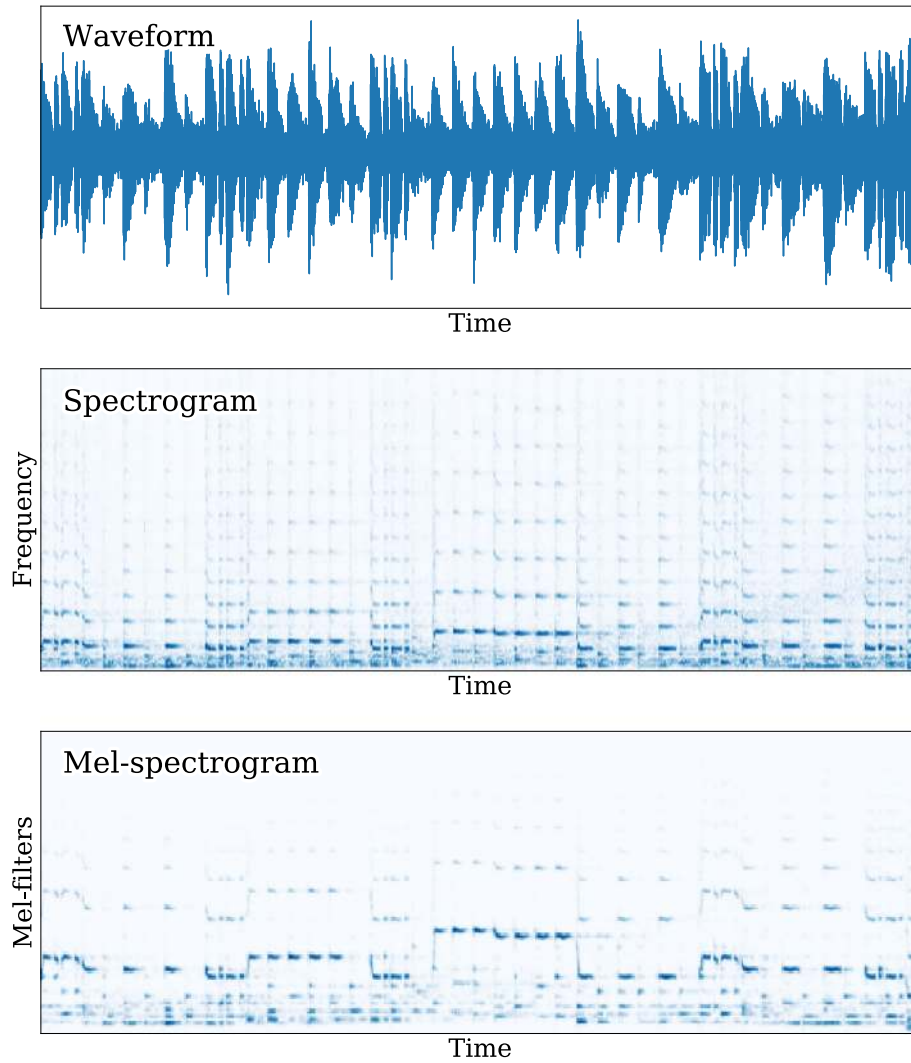 Waveform
Time
Spectrogram
Frequency
Time
Mel-spectrogram
Mel-filters
Time